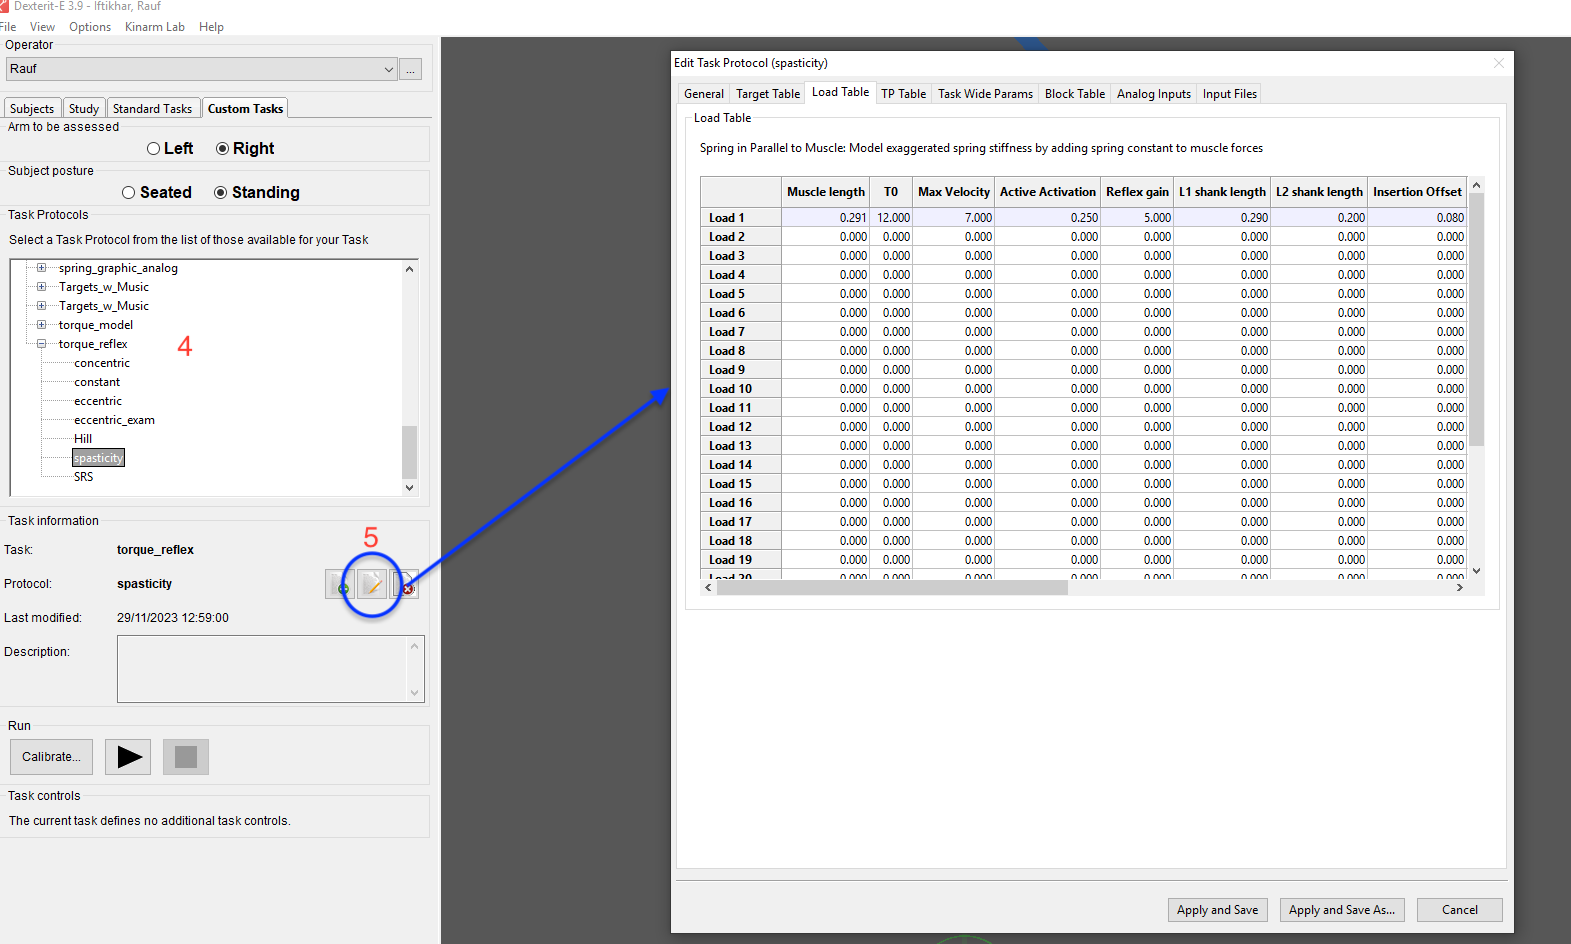 Dexterit-E 3.9 - Iftikhar, Rauf
File View Options Kinarm Lab Help
Operator
Rauf
...
Subjects Study Standard Tasks Custom Tasks
Arm to be assessed
Left Right
Subject posture
Seated Standing
Task Protocols
Select a Task Protocol from the list of those available for your Task
spring_graphic_analog
Targets_w_Music
Targets_w_Music
torque_model
torque_reflex
4
concentric
constant
eccentric
eccentric_exam
Hill
spasticity
SRS
Task information
5
Task: torque_reflex
Protocol: spasticity
Last modified: 29/11/2023 12:59:00
Description:
Run
Calibrate...
Task controls
The current task defines no additional task controls.
Edit Task Protocol (spasticity)
General Target Table Load Table TP Table Task Wide Params Block Table Analog Inputs Input Files
Load Table
Spring in Parallel to Muscle: Model exaggerated spring stiffness by adding spring constant to muscle forces
Muscle length T0 Max Velocity Active Activation Reflex gain L1 shank length L2 shank length Insertion Offset
Load 1 0.291 12.000 7.000 0.250 5.000 0.290 0.200 0.080
Load 2 0.000 0.000 0.000 0.000 0.000 0.000 0.000 0.000
Load 3 0.000 0.000 0.000 0.000 0.000 0.000 0.000 0.000
Load 4 0.000 0.000 0.000 0.000 0.000 0.000 0.000 0.000
Load 5 0.000 0.000 0.000 0.000 0.000 0.000 0.000 0.000
Load 6 0.000 0.000 0.000 0.000 0.000 0.000 0.000 0.000
Load 7 0.000 0.000 0.000 0.000 0.000 0.000 0.000 0.000
Load 8 0.000 0.000 0.000 0.000 0.000 0.000 0.000 0.000
Load 9 0.000 0.000 0.000 0.000 0.000 0.000 0.000 0.000
Load 10 0.000 0.000 0.000 0.000 0.000 0.000 0.000 0.000
Load 11 0.000 0.000 0.000 0.000 0.000 0.000 0.000 0.000
Load 12 0.000 0.000 0.000 0.000 0.000 0.000 0.000 0.000
Load 13 0.000 0.000 0.000 0.000 0.000 0.000 0.000 0.000
Load 14 0.000 0.000 0.000 0.000 0.000 0.000 0.000 0.000
Load 15 0.000 0.000 0.000 0.000 0.000 0.000 0.000 0.000
Load 16 0.000 0.000 0.000 0.000 0.000 0.000 0.000 0.000
Load 17 0.000 0.000 0.000 0.000 0.000 0.000 0.000 0.000
Load 18 0.000 0.000 0.000 0.000 0.000 0.000 0.000 0.000
Load 19 0.000 0.000 0.000 0.000 0.000 0.000 0.000 0.000
Load 20 0.000 0.000 0.000 0.000 0.000 0.000 0.000 0.000
Apply and Save Apply and Save As... Cancel